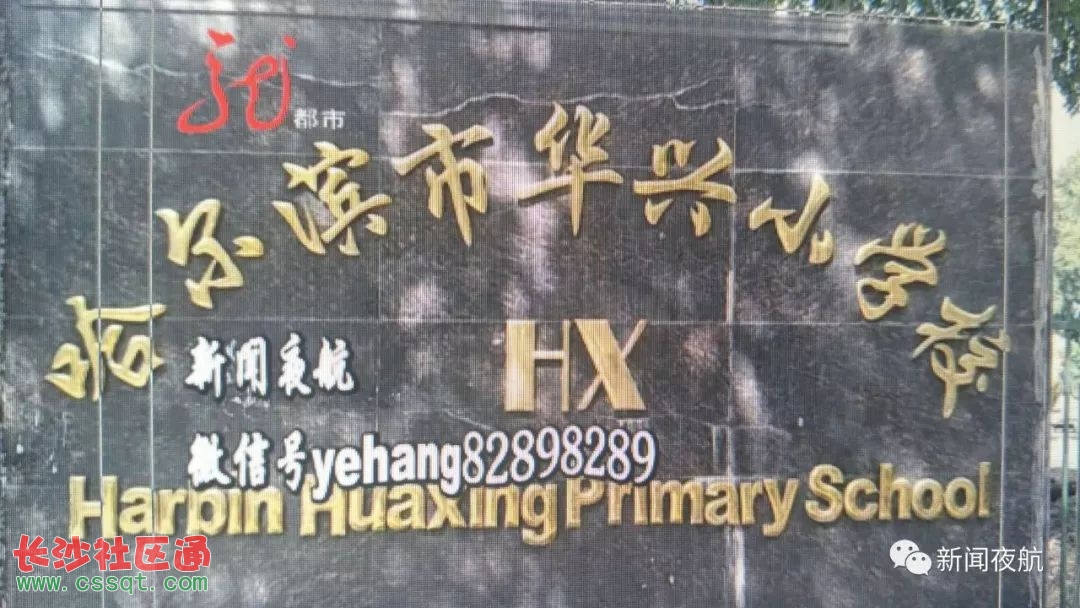 龙
都市
哈尔滨市华兴小学校
HX
新闻夜航
微信号yehang82898289
Harbin Huaxing Primary School
长沙社区通
www.cssqt.com
新闻夜航